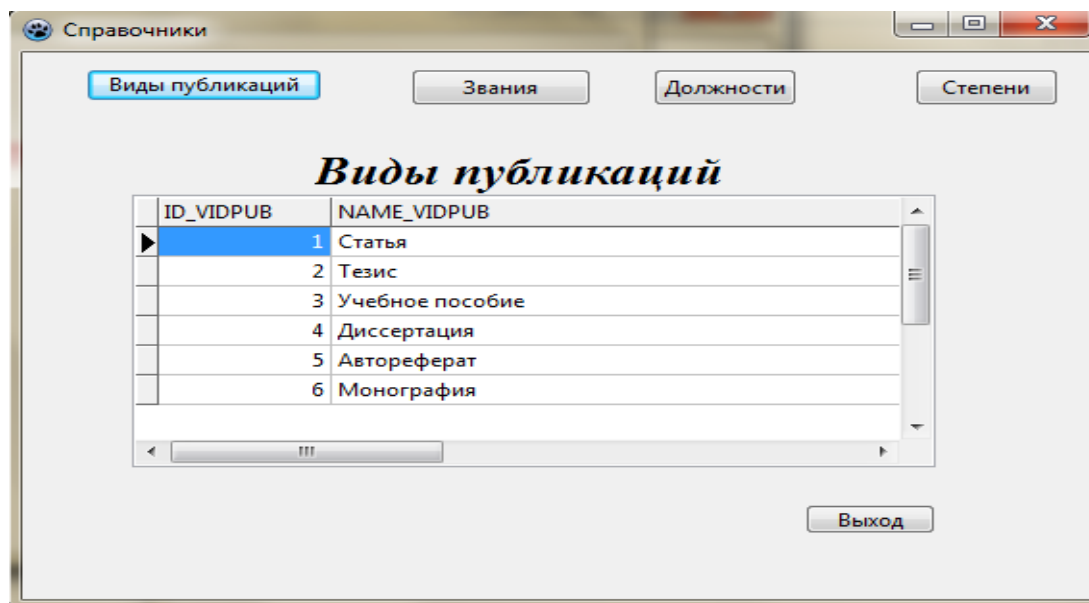 Справочники
Виды публикаций Звания Должности Степени
Виды публикаций
ID_VIDPUB NAME_VIDPUB
1 Статья
2 Тезис
3 Учебное пособие
4 Диссертация
5 Автореферат
6 Монография
Выход